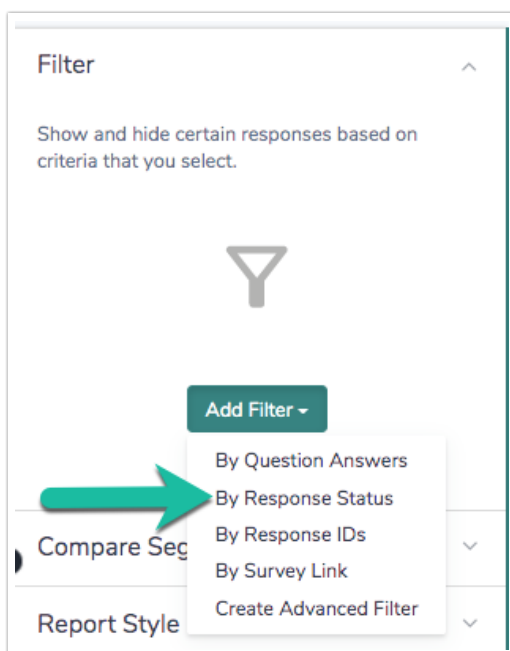 Filter
Show and hide certain responses based on
criteria that you select.
Add Filter
By Question Answers
By Response Status
By Response IDs
Compare Seg
By Survey Link
Create Advanced Filter
Report Style